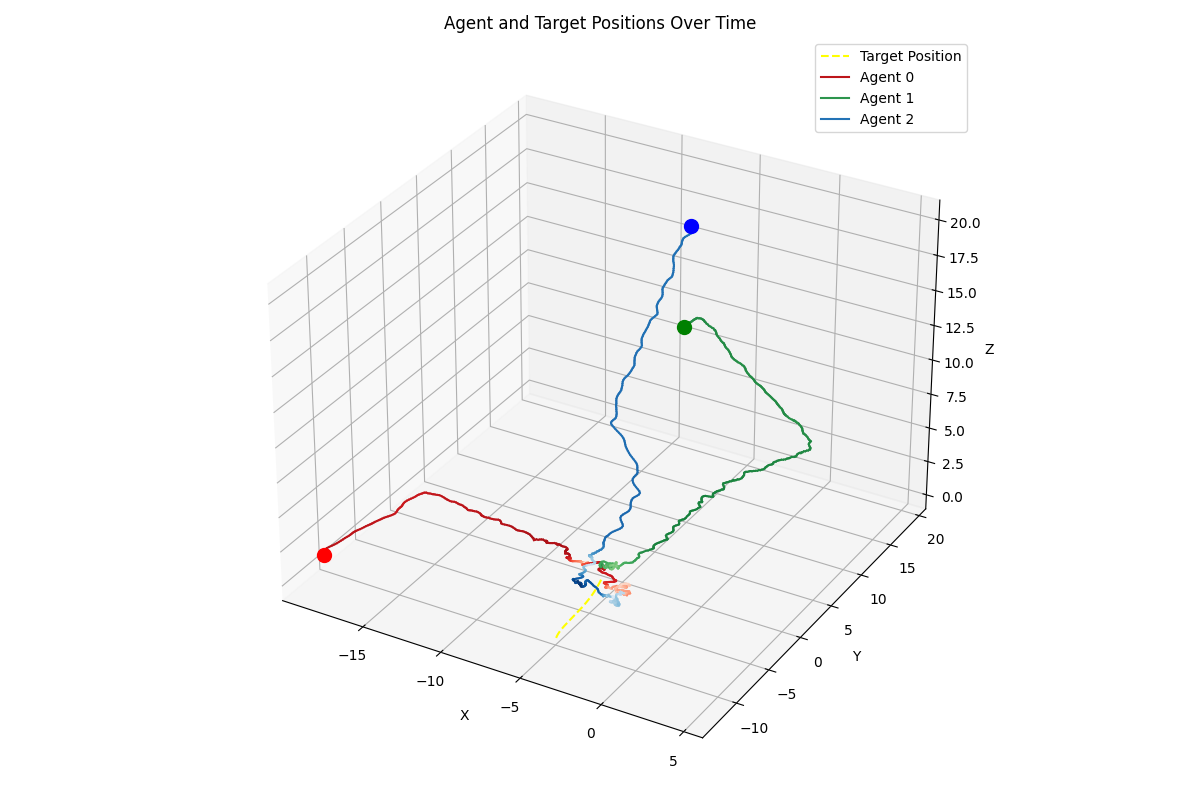 Agent and Target Positions Over Time
Target Position
Agent 0
Agent 1
Agent 2
20.0
17.5
15.0
12.5
10.0
7.5
5.0
2.5
0.0
Z
20
15
10
5
0
−5
−10
Y
−15
−10
−5
0
5
X